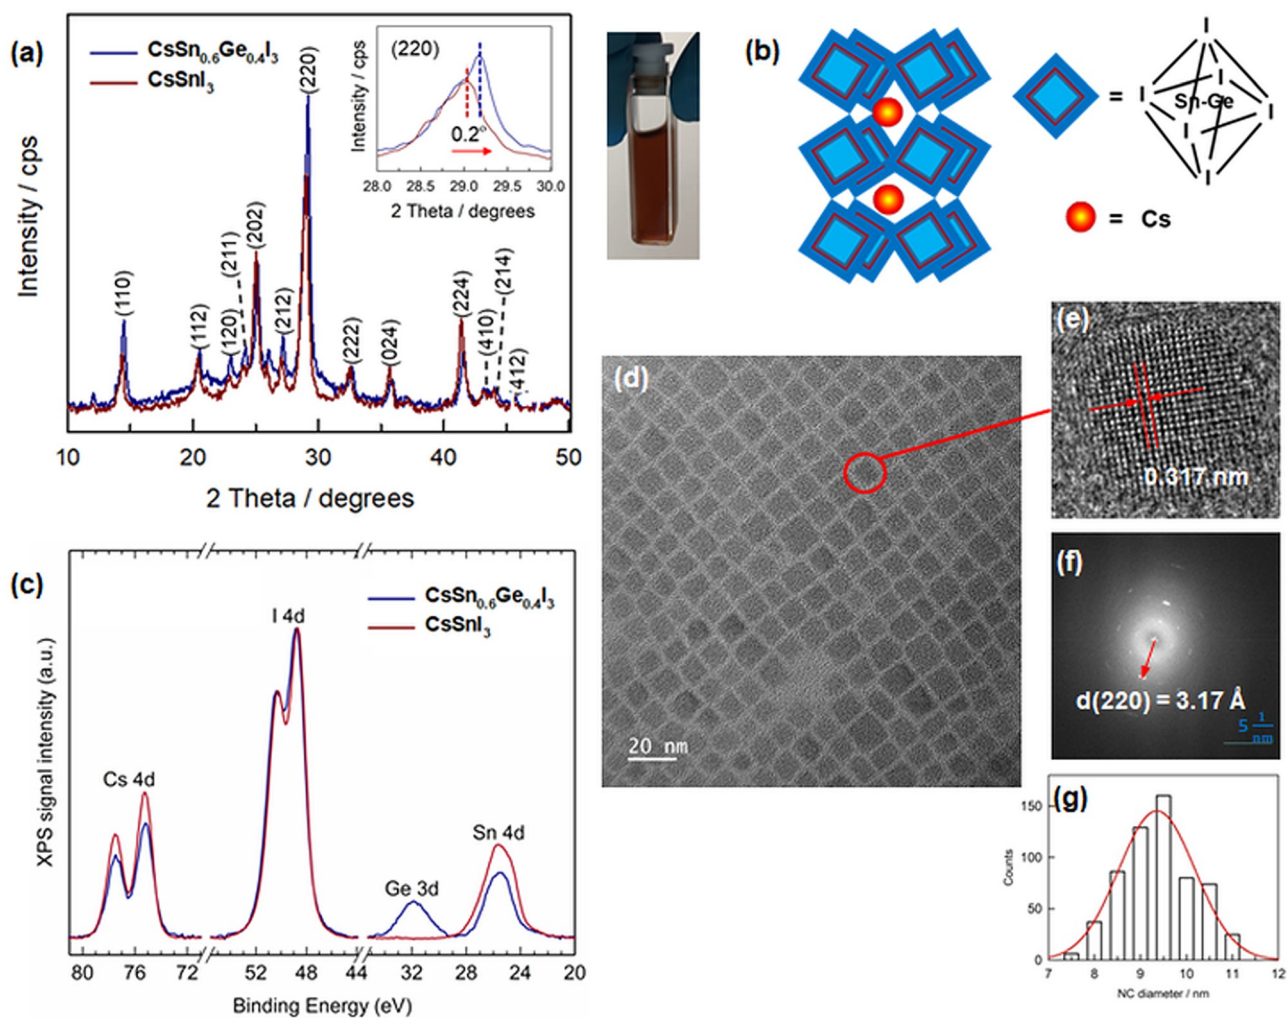 (a)
CsSn0.6Ge0.4I3
CsSnI3
(220)
Intensity / cps
0.2°
28.0 28.5 29.0 29.5 30.0
2 Theta / degrees
Intensity / cps
(110)
(112)
(120)
(211)
(202)
(212)
(220)
(222)
(024)
(224)
(410)
(214)
(412)
10 20 30 40 50
2 Theta / degrees
(b)
= Sn-Ge
I
I
I
I
I
I
= Cs
(c)
CsSn0.6Ge0.4I3
CsSnI3
XPS signal intensity (a.u.)
Cs 4d
I 4d
Ge 3d
Sn 4d
80 76 72 52 48 44 32 28 24 20
Binding Energy (eV)
(d)
20 nm
(e)
0.317 nm
(f)
d(220) = 3.17 Å
5 1/nm
(g)
Counts
150
100
50
0
7 8 9 10 11 12
NC diameter / nm